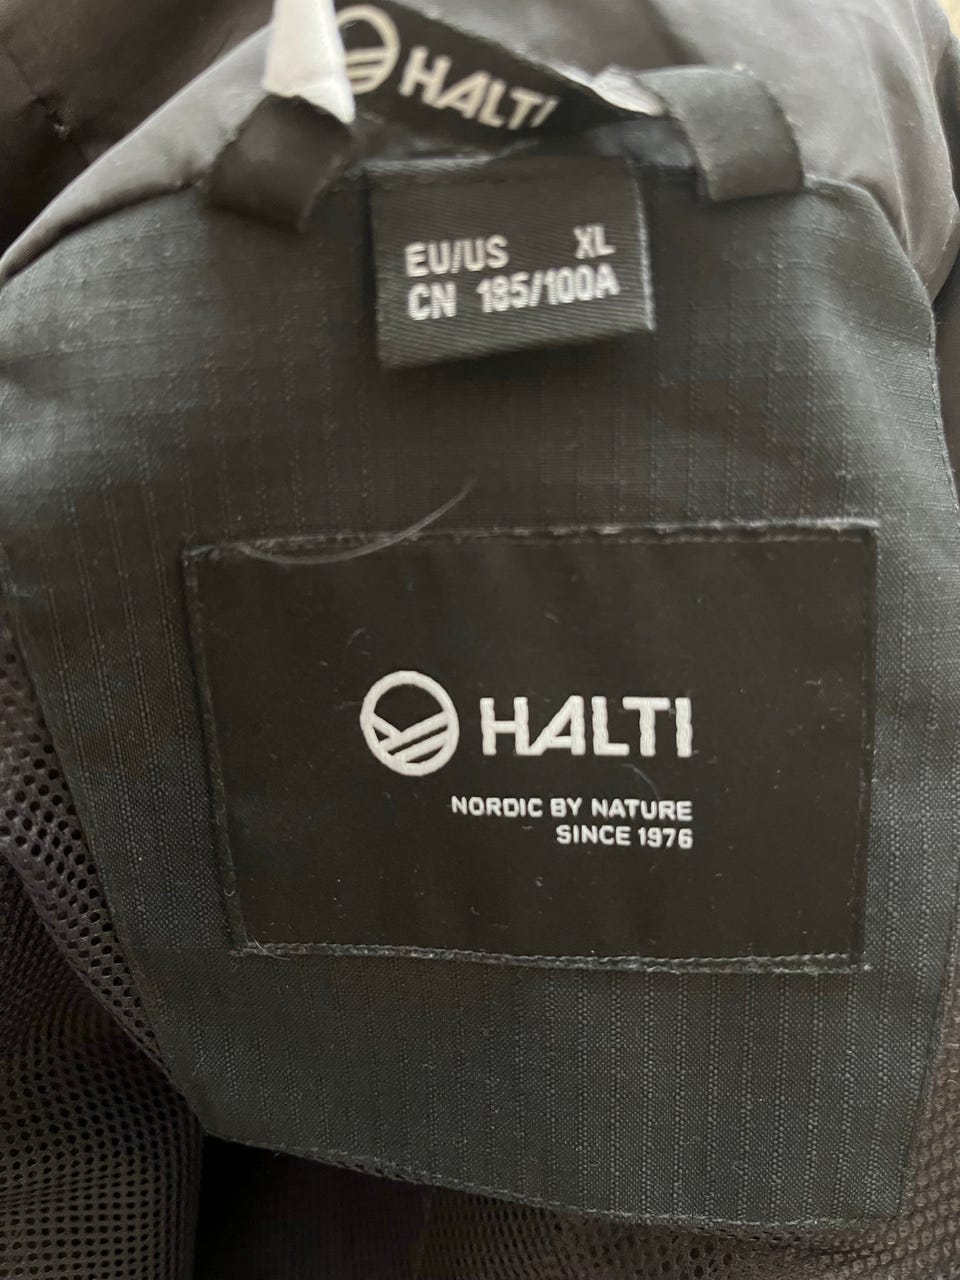 HALTI
EU/US XL
CN 185/100A
HALTI
NORDIC BY NATURE
SINCE 1976